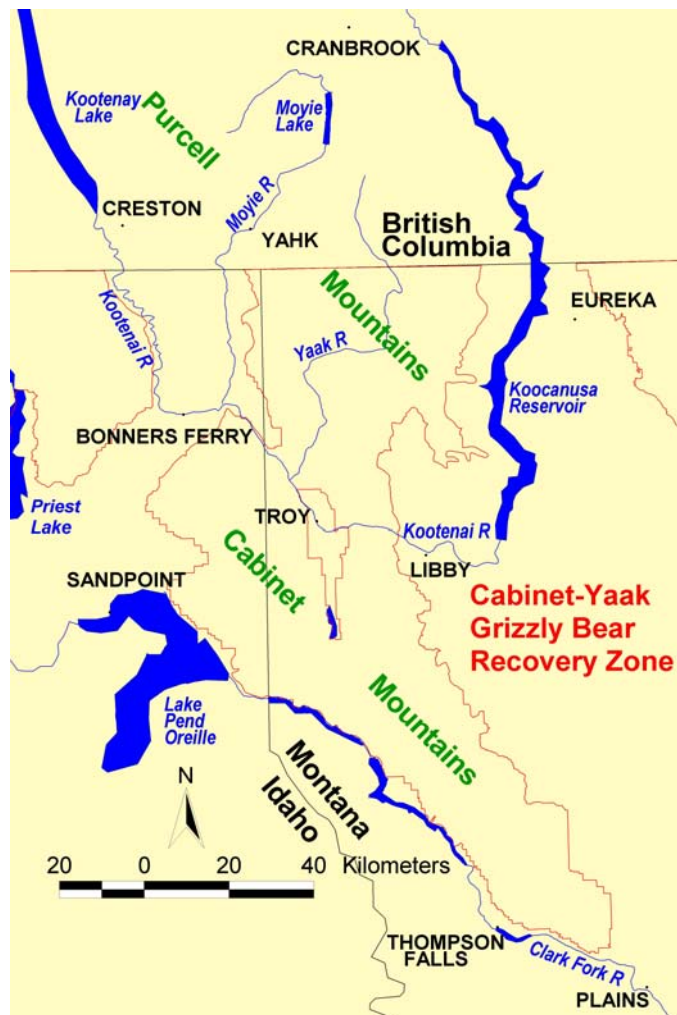 CRANBROOK
Kootenay
Lake
Purcell
Moyie
Lake
CRESTON
Moyie R
YAHK
British
Columbia
Kootenai R
Mountains
EUREKA
Yaak R
Koocanusa
Reservoir
BONNERS FERRY
Priest
Lake
TROY
Kootenai R
LIBBY
Cabinet
SANDPOINT
Cabinet-Yaak
Grizzly Bear
Recovery Zone
Lake
Pend
Oreille
Mountains
Montana
Idaho
N
20 0 20 40 Kilometers
THOMPSON
FALLS
Clark Fork R
PLAINS